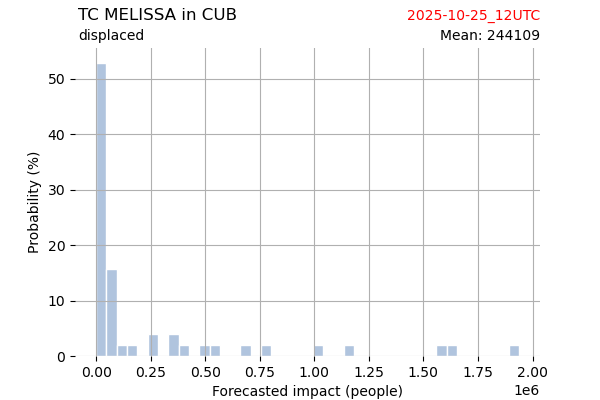 TC MELISSA in CUB
2025-10-25_12UTC
displaced
Mean: 244109
Probability (%)
50
40
30
20
10
0
0.00 0.25 0.50 0.75 1.00 1.25 1.50 1.75 2.00
1e6
Forecasted impact (people)